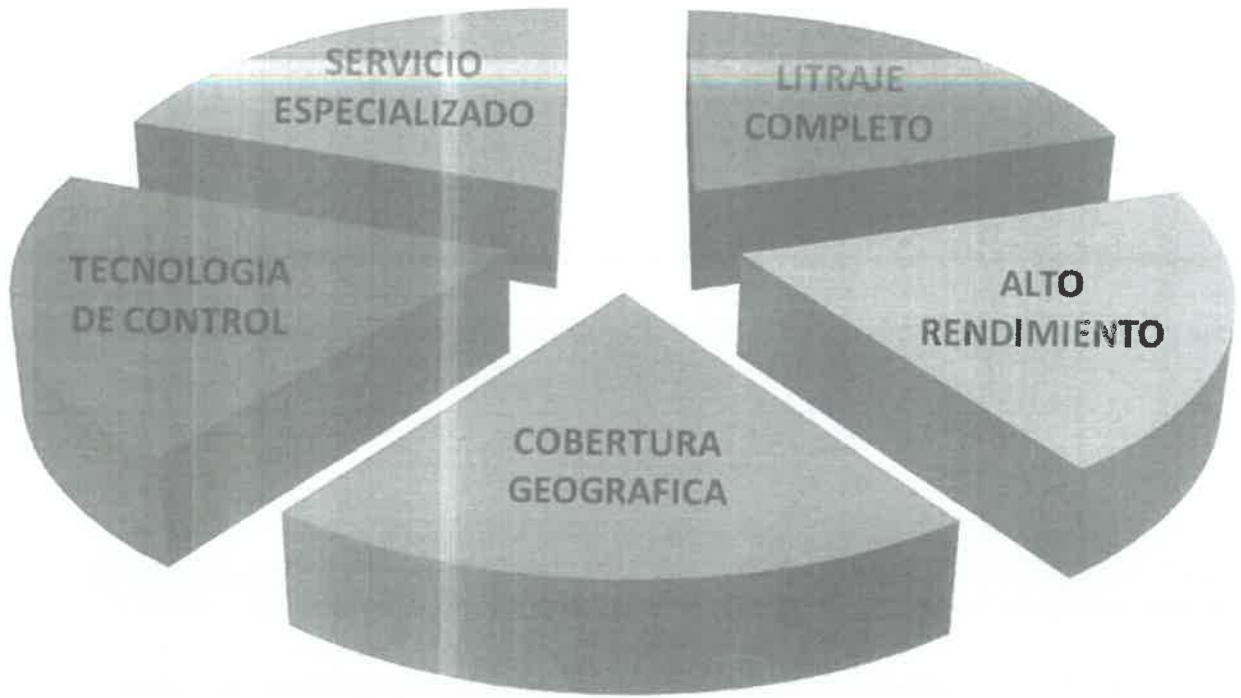 SERVICIO
ESPECIALIZADO
LITRAJE
COMPLETO
TECNOLOGIA
DE CONTROL
ALTO
RENDIMIENTO
COBERTURA
GEOGRAFICA